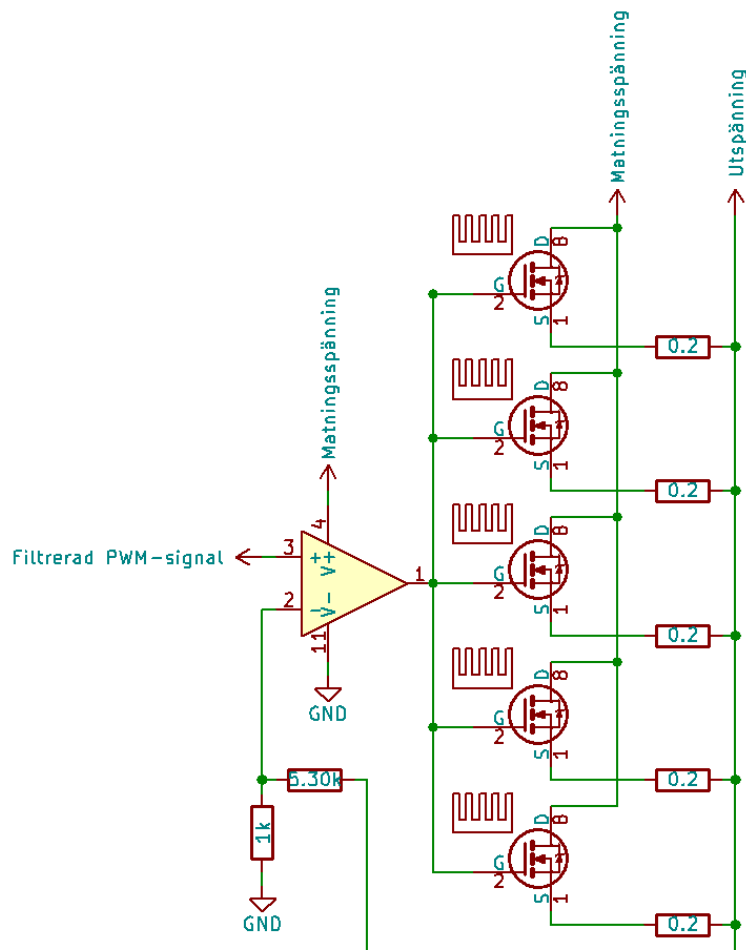 Matningsspänning
Utspänning
D
8
G
2
S
1
0.2
Matningsspänning
D
8
G
2
S
1
0.2
4
Filtrerad PWM-signal
3
+
V+
1
2
-
V-
11
GND
D
8
G
2
S
1
0.2
D
8
G
2
S
1
0.2
5.30k
1k
GND
D
8
G
2
S
1
0.2